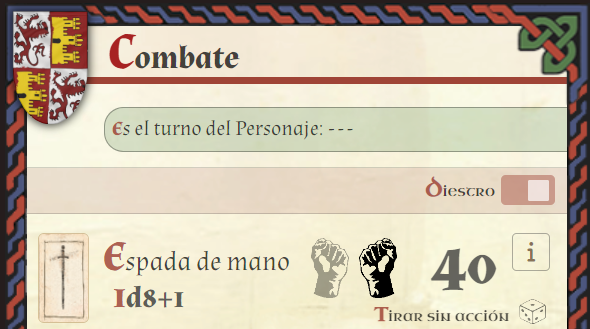 Combate
Es el turno del Personaje: ---
Diestro
Espada de mano
1d8+1
40
i
Tirar sin acción